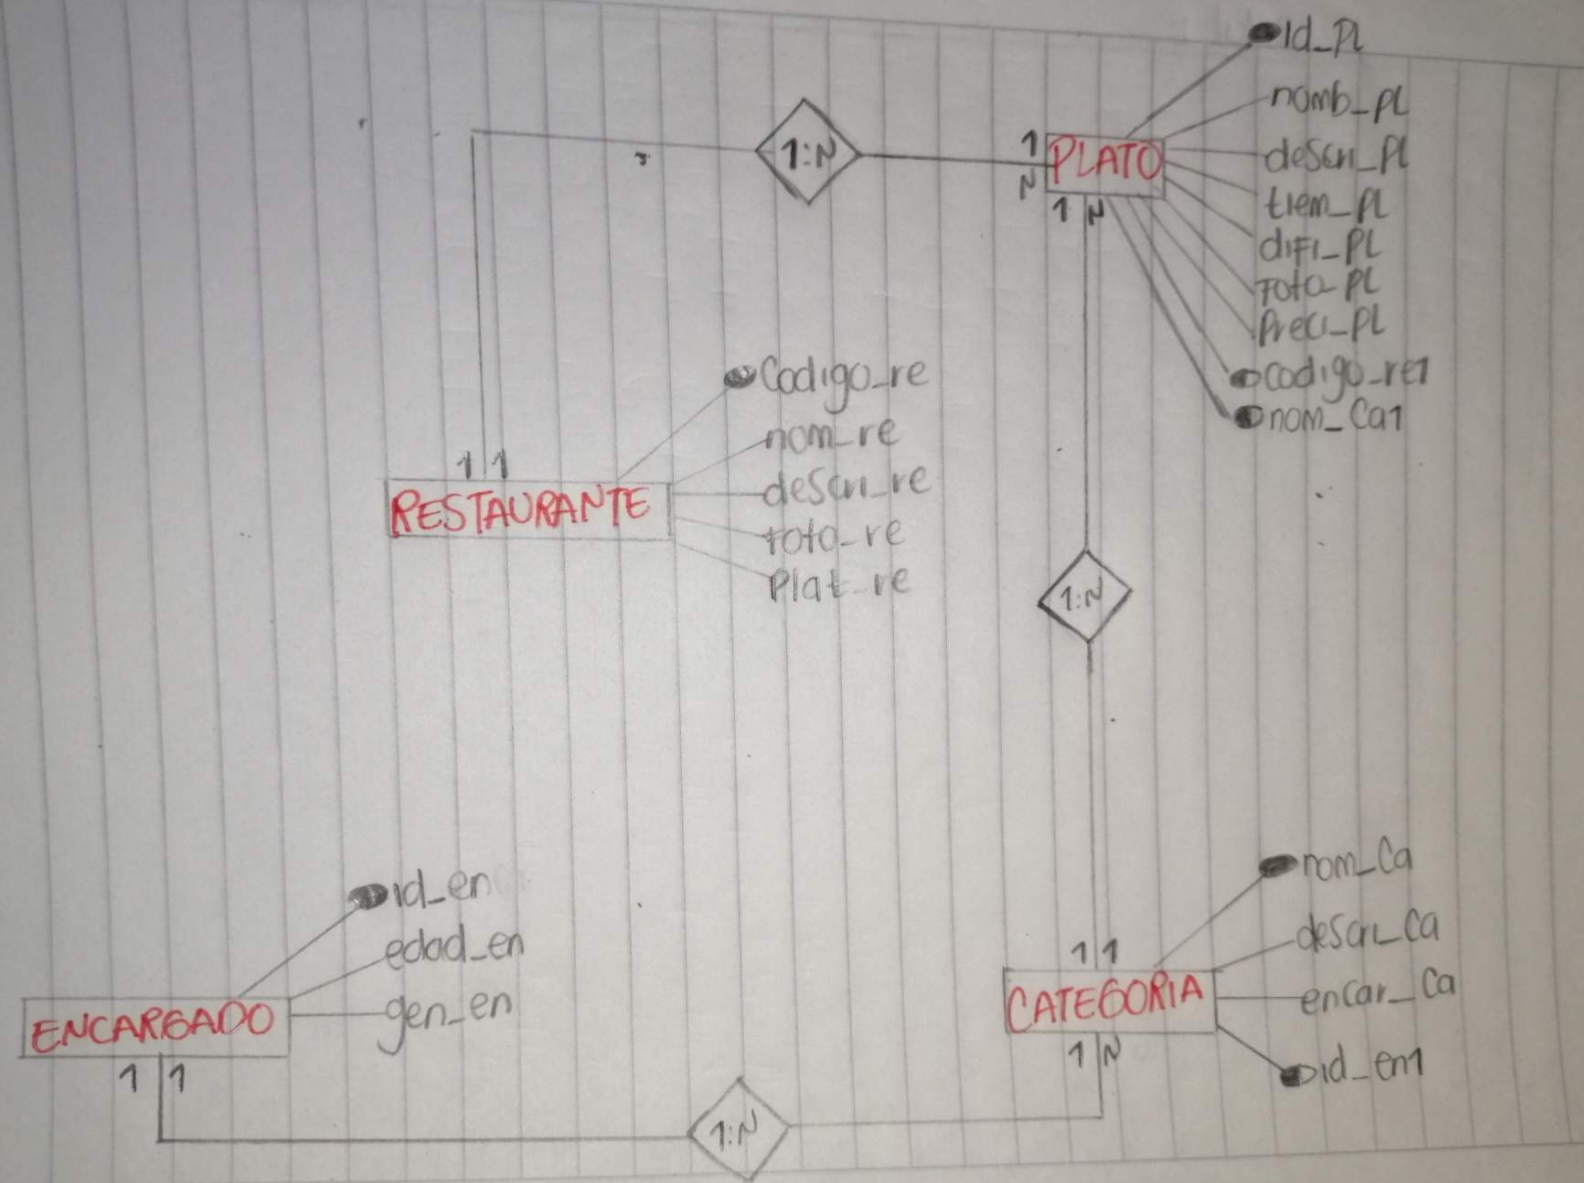 id_Pl
nomb_PL
descri_Pl
tiem_PL
difi_PL
Foto_PL
Preci_PL
codigo_re1
nom_Ca1
1:N
1
PLATO
N
1 N
Codigo_re
nom_re
descri_re
foto_re
Plat_re
1 1
RESTAURANTE
1:N
nom_Ca
descri_Ca
encar_Ca
id_en1
1 1
CATEGORIA
1 N
id_en
edad_en
gen_en
ENCARGADO
1 1
1:N